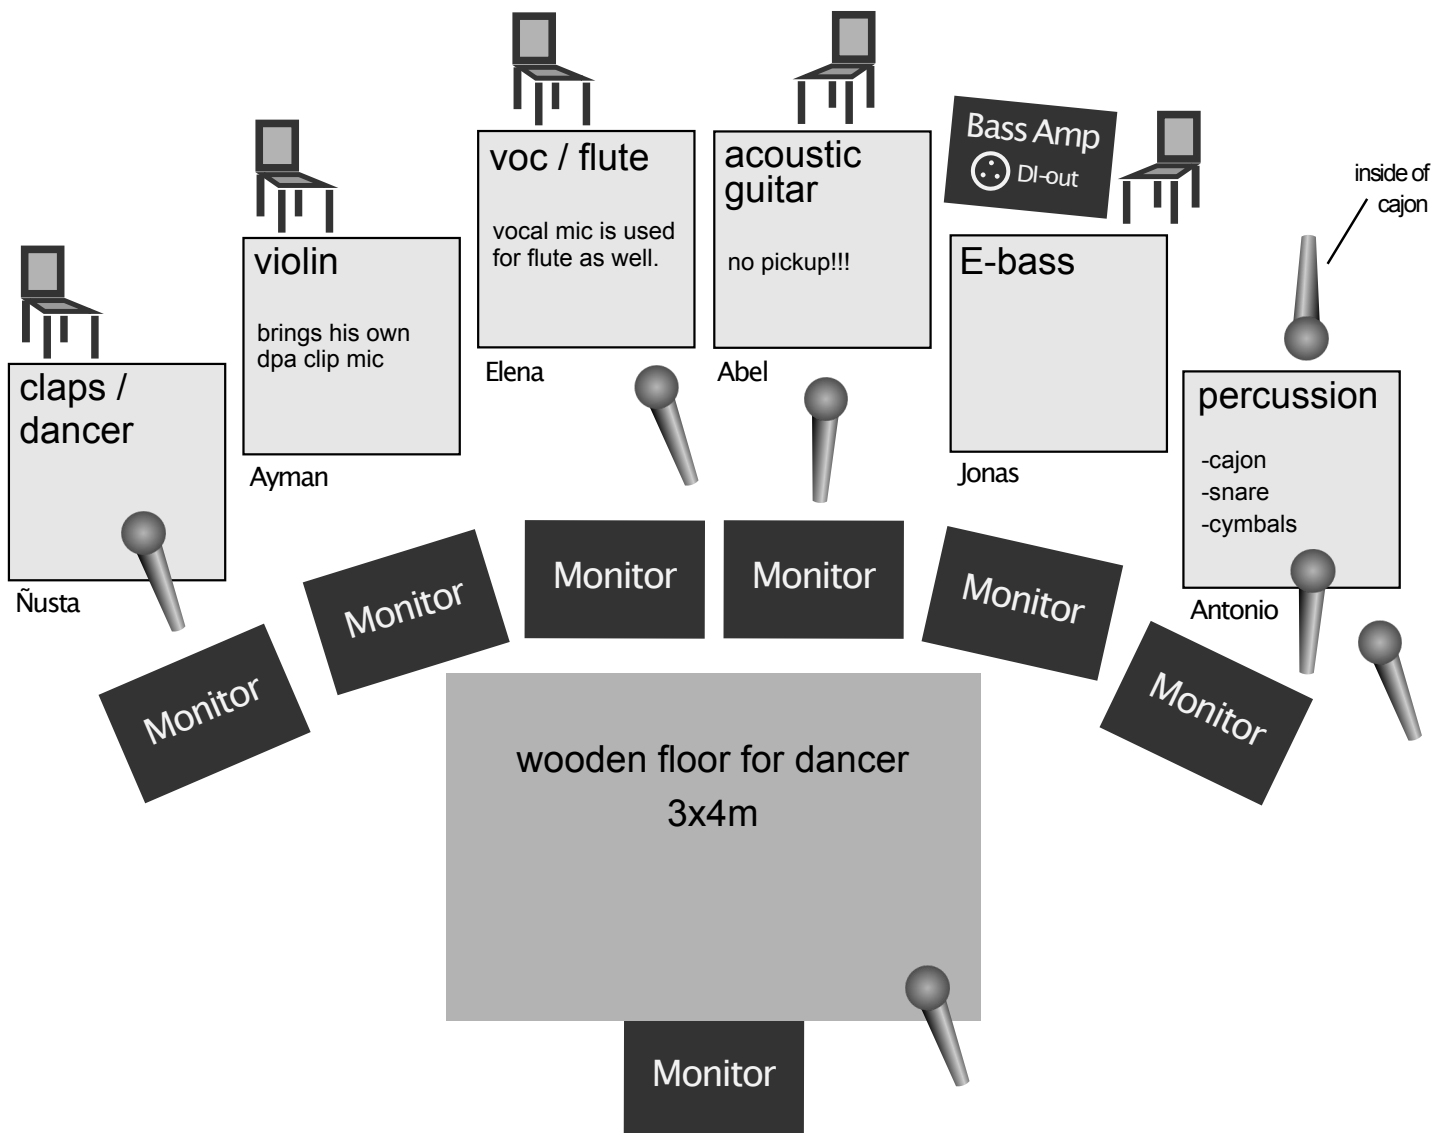 voc / flute
vocal mic is used
for flute as well.
Elena
acoustic
guitar
no pickup!!!
Abel
Bass Amp
DI-out
inside of
cajon
violin
brings his own
dpa clip mic
Ayman
E-bass
Jonas
claps /
dancer
Ñusta
percussion
-cajon
-snare
-cymbals
Antonio
Monitor
Monitor
Monitor
Monitor
Monitor
Monitor
wooden floor for dancer
3x4m
Monitor